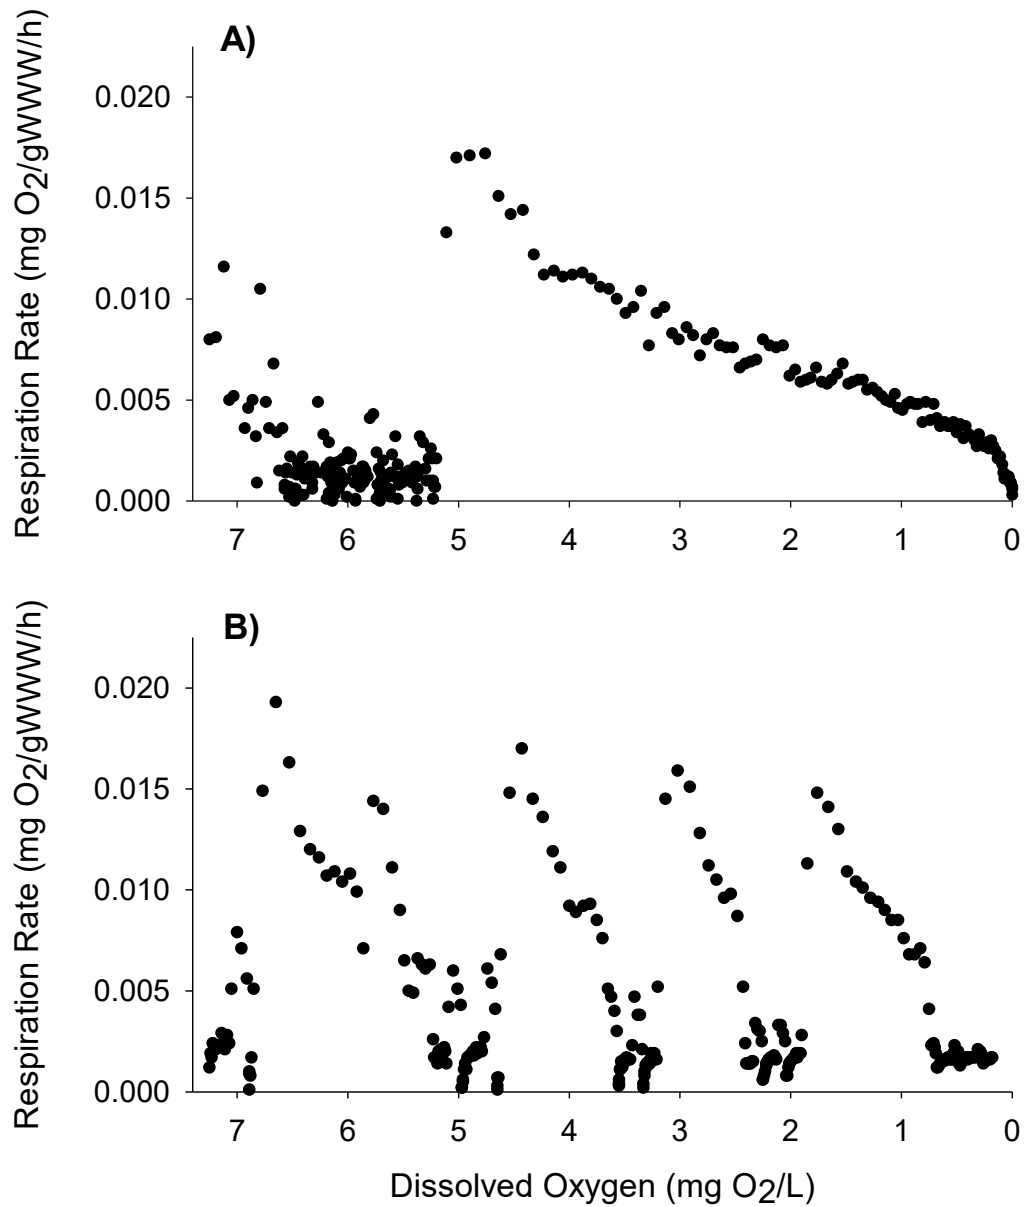 A)
Respiration Rate (mg O2/gWWW/h)
0.020
0.015
0.010
0.005
0.000
7 6 5 4 3 2 1 0
B)
Respiration Rate (mg O2/gWWW/h)
0.020
0.015
0.010
0.005
0.000
7 6 5 4 3 2 1 0
Dissolved Oxygen (mg O2/L)